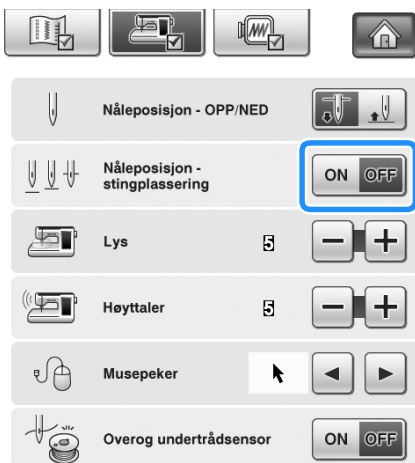 Nåleposisjon - OPP/NED
Nåleposisjon -
stingplassering
ON OFF
Lys 5
Høyttaler 5
Musepeker
Overog undertrådsensor ON OFF